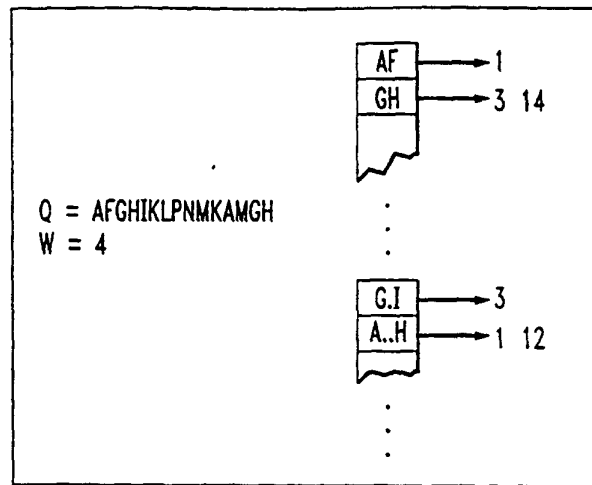 AF 1
GH 3 14
Q = AFGHIKLPNMKAMGH
W = 4
G.I 3
A..H 1 12